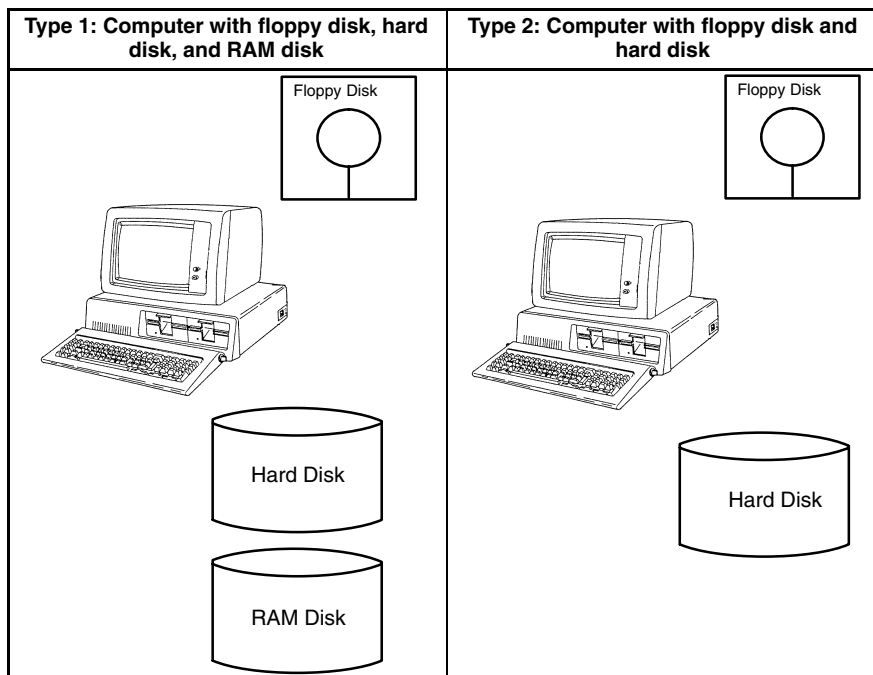 Type 1: Computer with floppy disk, hard
disk, and RAM disk
Type 2: Computer with floppy disk and
hard disk
Floppy Disk
Hard Disk
RAM Disk
Floppy Disk
Hard Disk